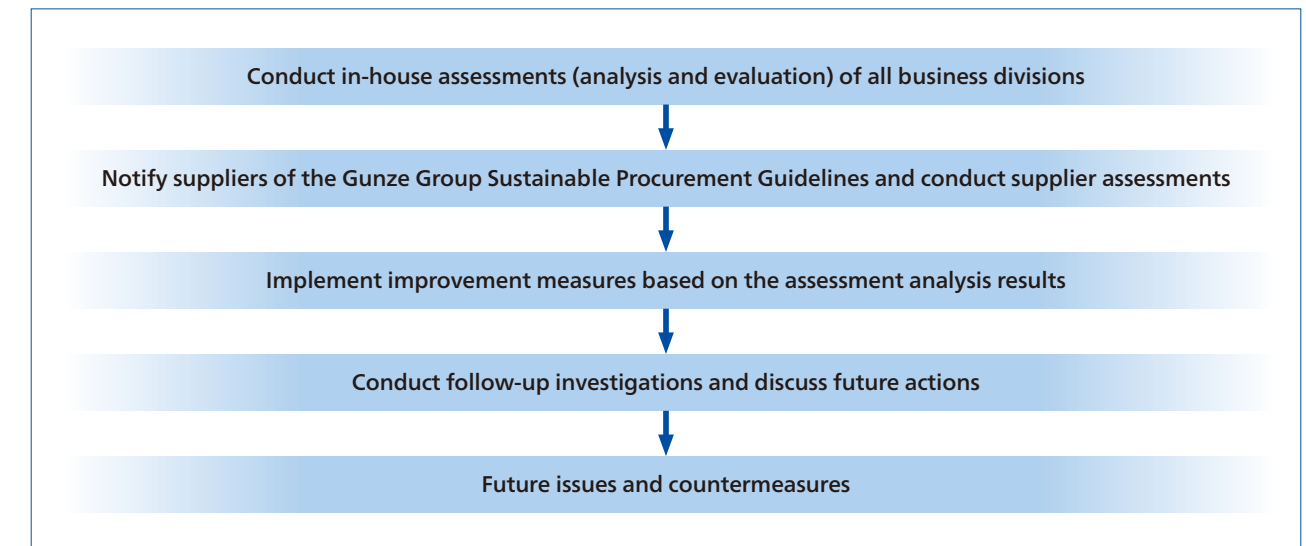 Conduct in-house assessments (analysis and evaluation) of all business divisions
Notify suppliers of the Gunze Group Sustainable Procurement Guidelines and conduct supplier assessments
Implement improvement measures based on the assessment analysis results
Conduct follow-up investigations and discuss future actions
Future issues and countermeasures